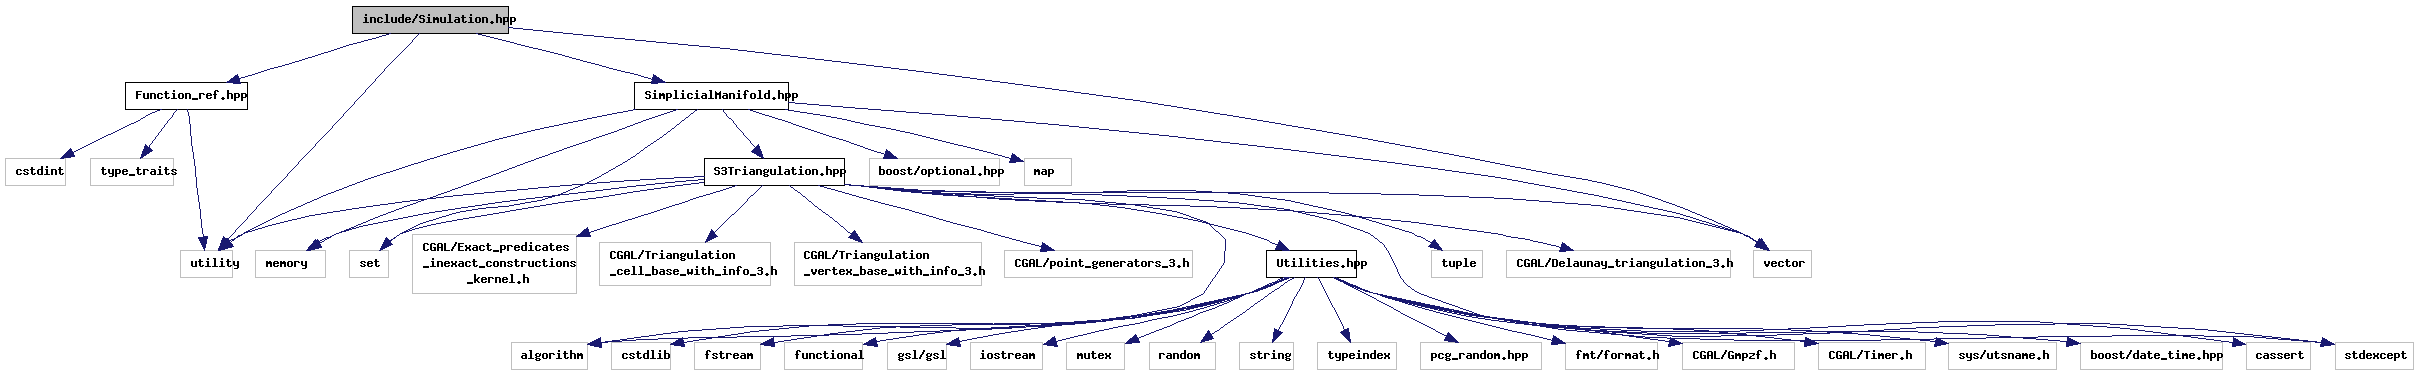 include/Simulation.hpp
Function_ref.hpp
SimplicialManifold.hpp
cstdint
type_traits
S3Triangulation.hpp
boost/optional.hpp
map
utility
memory
set
CGAL/Exact_predicates
_inexact_constructions
_kernel.h
CGAL/Triangulation
_cell_base_with_info_3.h
CGAL/Triangulation
_vertex_base_with_info_3.h
CGAL/point_generators_3.h
Utilities.hpp
tuple
CGAL/Delaunay_triangulation_3.h
vector
algorithm
cstdlib
fstream
functional
gsl/gsl
iostream
mutex
random
string
typeindex
pcg_random.hpp
fmt/format.h
CGAL/Gmpzf.h
CGAL/Timer.h
sys/utsname.h
boost/date_time.hpp
cassert
stdexcept